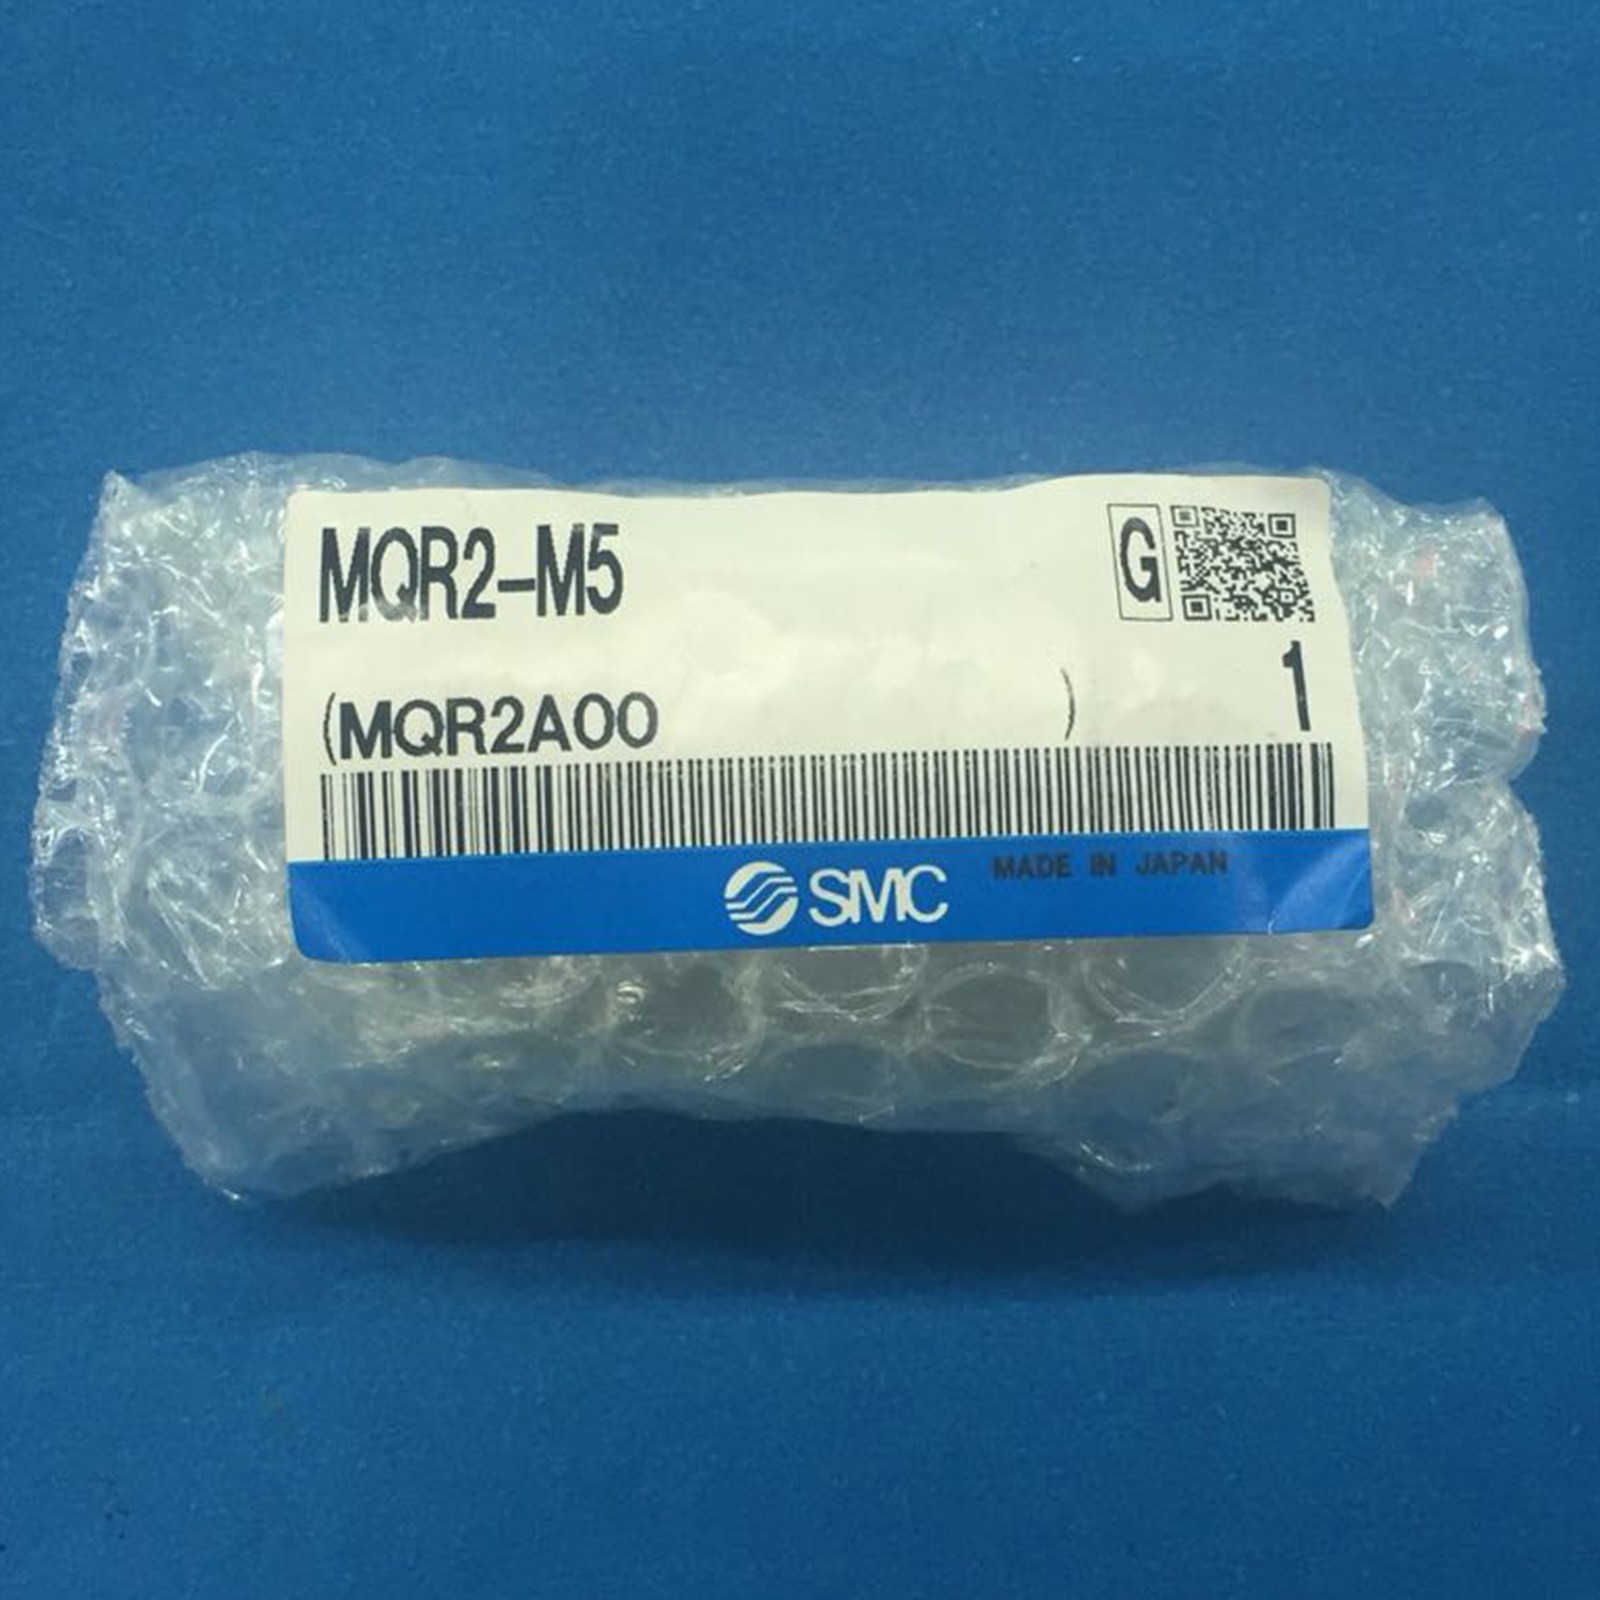 MQR2-M5
G
(MQR2A00 )
1
SMC
MADE IN JAPAN